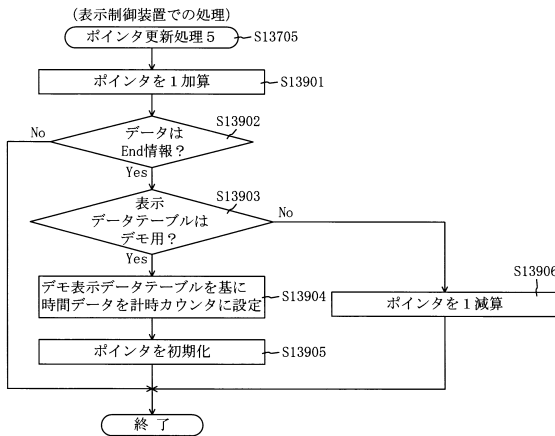 (表示制御装置での処理)
ポインタ更新処理5
S13705
ポインタを1加算
S13901
データは
End情報?
S13902
No
Yes
表示
データテーブルは
デモ用?
S13903
No
Yes
デモ表示データテーブルを基に
時間データを計時カウンタに設定
S13904
ポインタを1減算
S13906
ポインタを初期化
S13905
終了